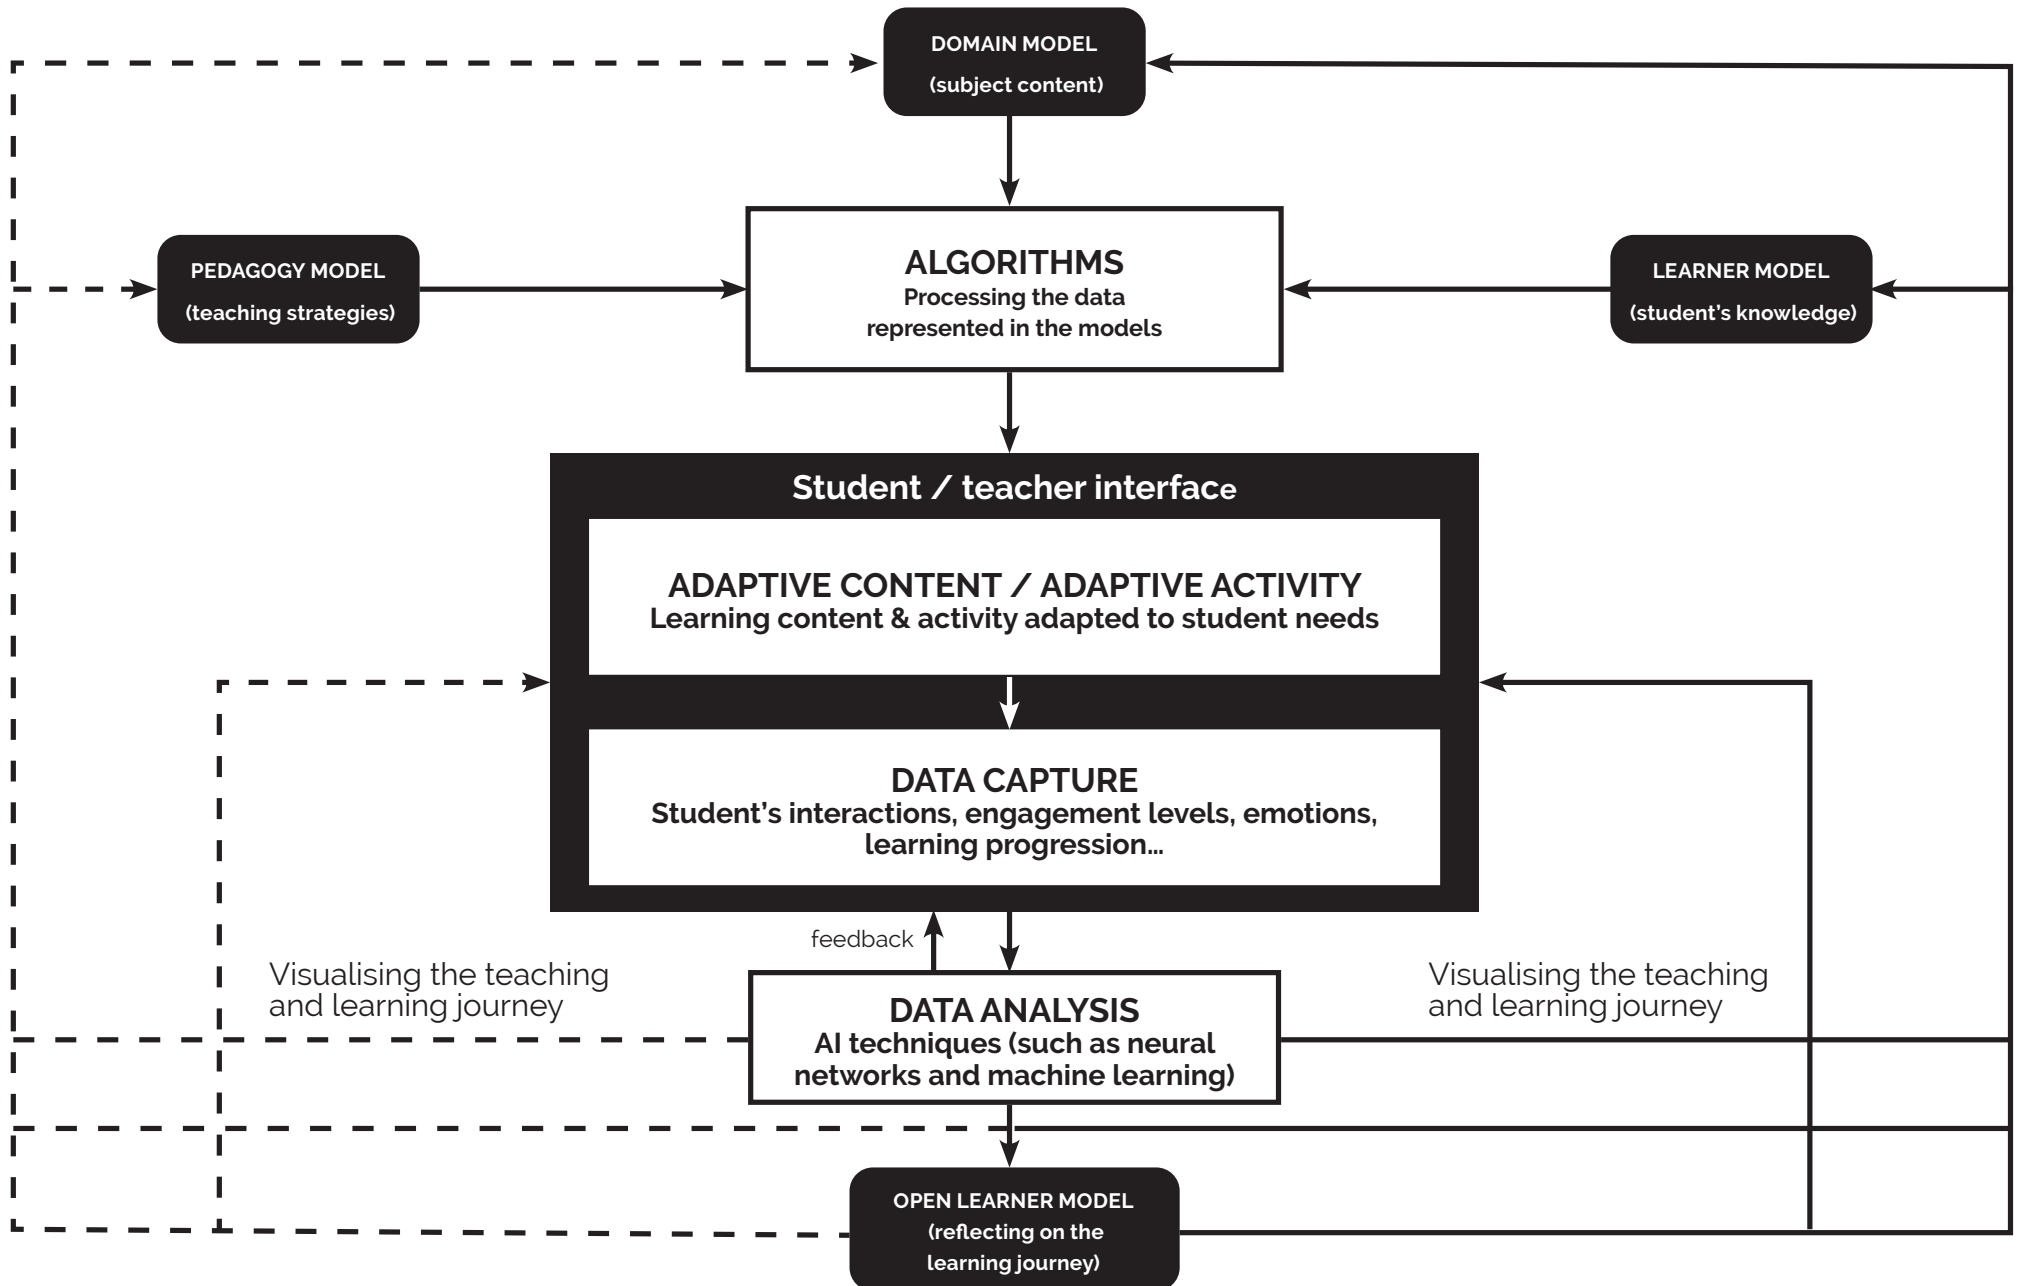 DOMAIN MODEL
(subject content)
PEDAGOGY MODEL
(teaching strategies)
ALGORITHMS
Processing the data
represented in the models
LEARNER MODEL
(student’s knowledge)
Student / teacher interface
ADAPTIVE CONTENT / ADAPTIVE ACTIVITY
Learning content & activity adapted to student needs
DATA CAPTURE
Student’s interactions, engagement levels, emotions,
learning progression…
feedback
Visualising the teaching
and learning journey
Visualising the teaching
and learning journey
DATA ANALYSIS
AI techniques (such as neural
networks and machine learning)
OPEN LEARNER MODEL
(reflecting on the
learning journey)